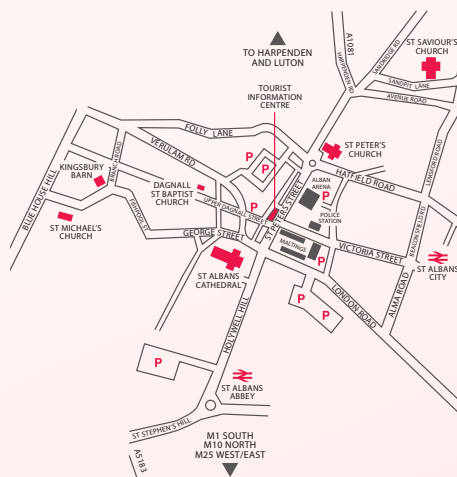 ST SAVIOUR'S
CHURCH
A1081
SANDRIDGE RD
TO HARPENDEN
AND LUTON
HARPENDEN RD
SANDPIT LANE
TOURIST
INFORMATION
CENTRE
AVENUE ROAD
FOLLY LANE
VERULAM RD
ST PETER'S
CHURCH
BRANCH ROAD
P
P
LEMSFORD ROAD
KINGSBURY
BARN
HATFIELD ROAD
ALBAN
ARENA
DAGNALL
ST BAPTIST
CHURCH
P
P
ST PETERS STREET
UPPER DAGNALL STREET
POLICE
STATION
BLUE HOUSE HILL
FISHPOOL ST
ST MICHAEL'S
CHURCH
BEACONSFIELD RD
GEORGE STREET
MALTINGS
VICTORIA STREET
P
ST ALBANS
CITY
ST ALBANS
CATHEDRAL
ALMA ROAD
LONDON ROAD
P
P
HOLYWELL HILL
P
ST ALBANS
ABBEY
ST STEPHEN'S HILL
M1 SOUTH
M10 NORTH
M25 WEST/EAST
A5183